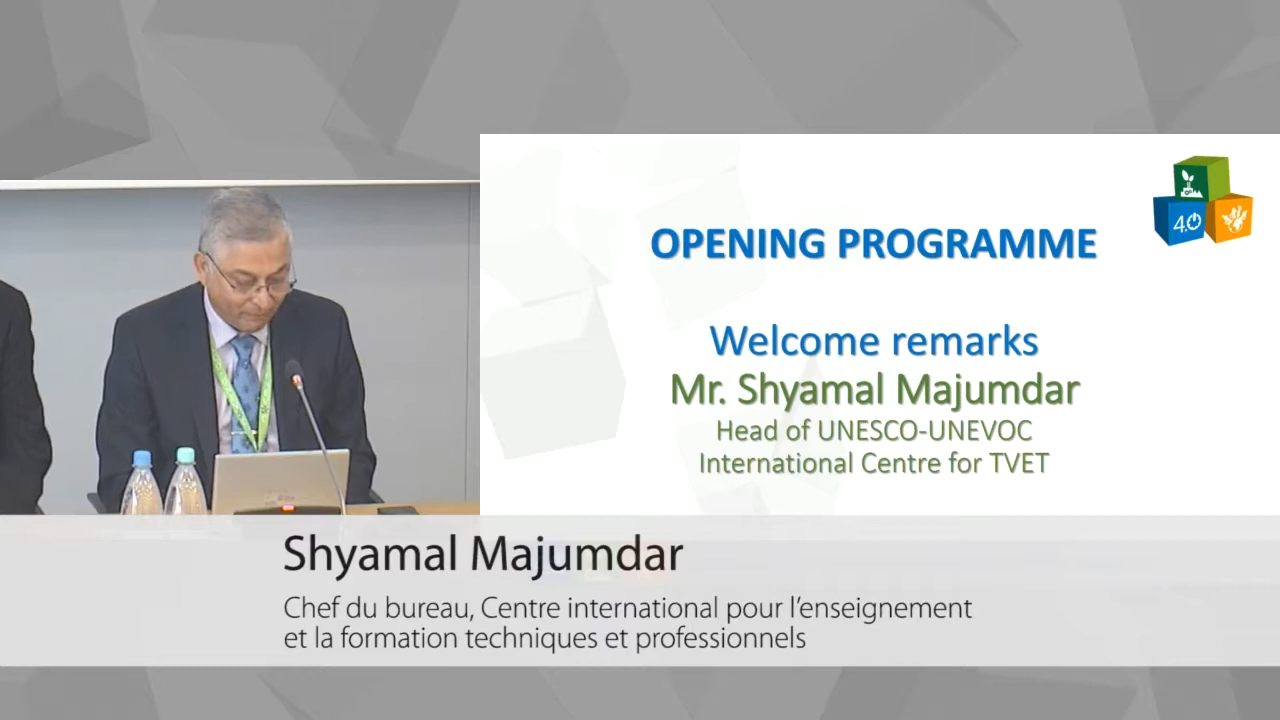 OPENING PROGRAMME
4.0
Welcome remarks
Mr. Shyamal Majumdar
Head of UNESCO-UNEVOC
International Centre for TVET
Shyamal Majumdar
Chef du bureau, Centre international pour l’enseignement
et la formation techniques et professionnels